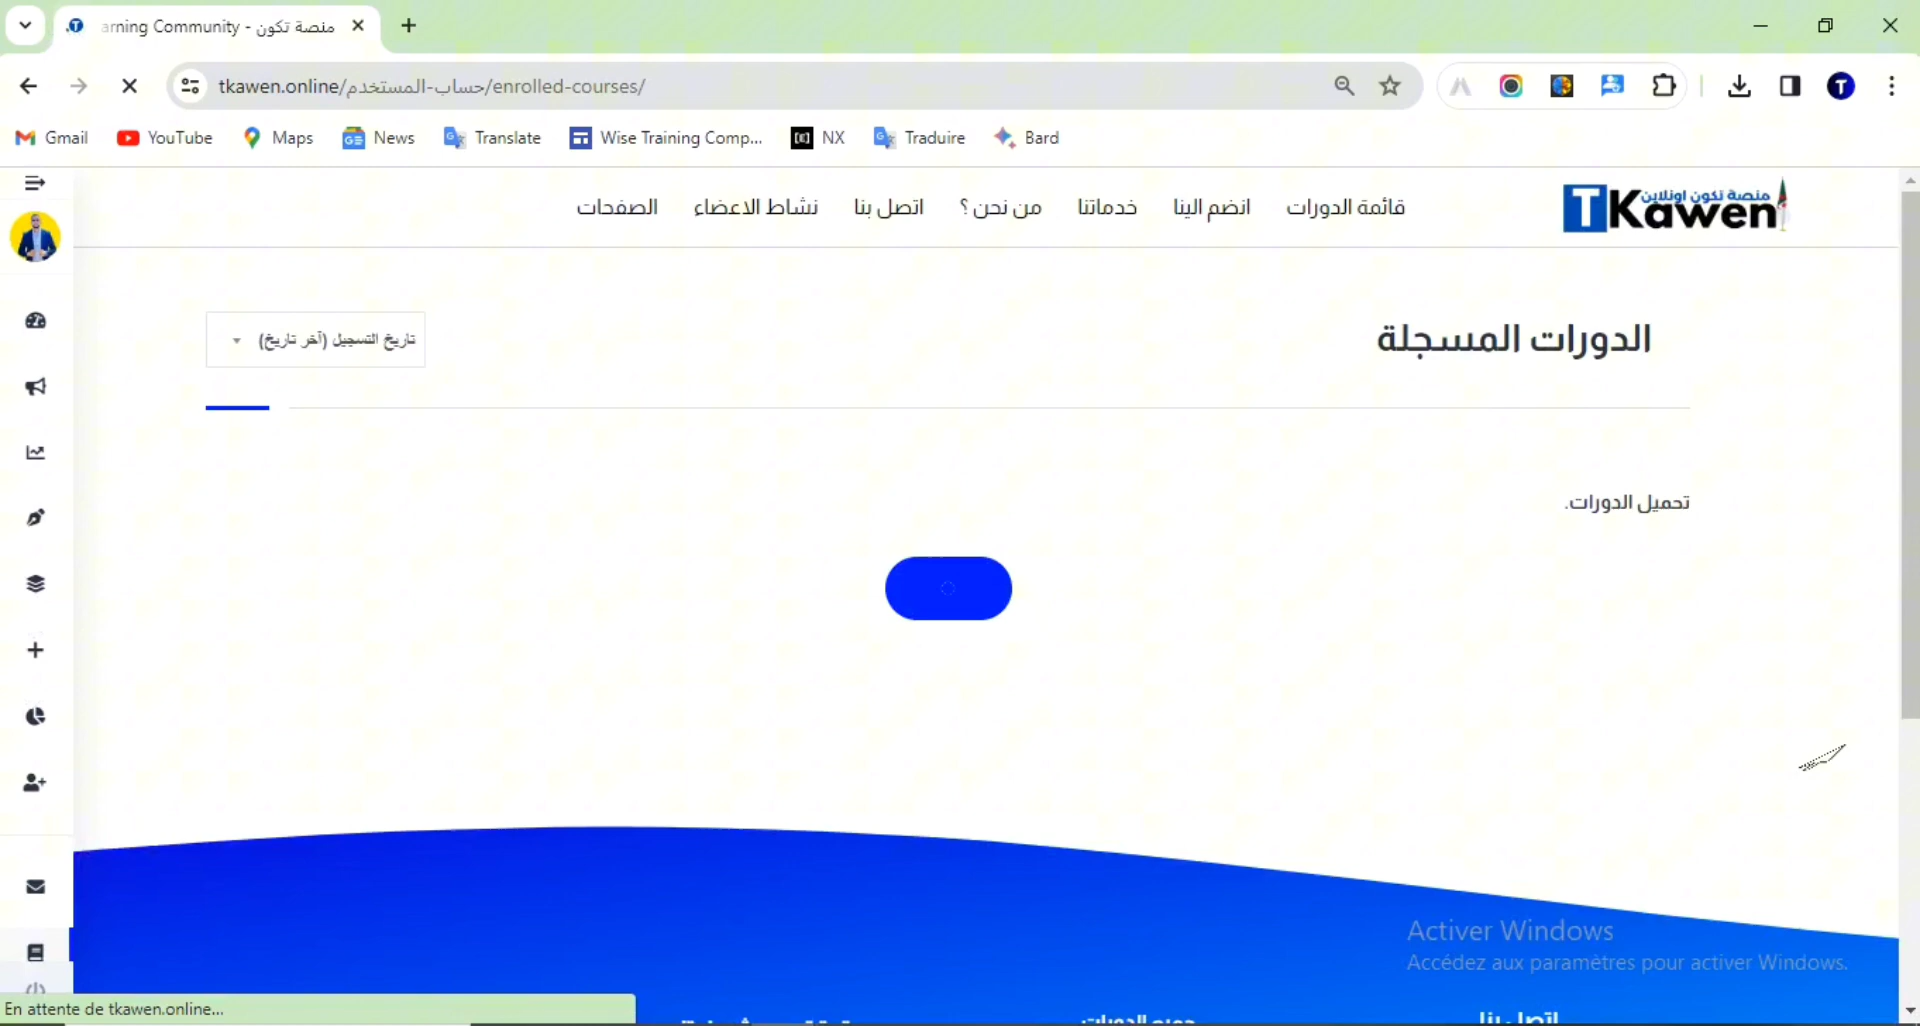 منصة تكون - arning Community
tkawen.online/حساب-المستخدم/enrolled-courses/
Gmail YouTube Maps News Translate Wise Training Comp... NX Traduire Bard
منصة تكون اونلاين
TKawen
قائمة الدورات انضم الينا خدماتنا من نحن ؟ اتصل بنا نشاط الاعضاء الصفحات
الدورات المسجلة
تاريخ التسجيل (آخر تاريخ)
تحميل الدورات.
Activer Windows
Accédez aux paramètres pour activer Windows.
اتصل بنا
En attente de tkawen.online...